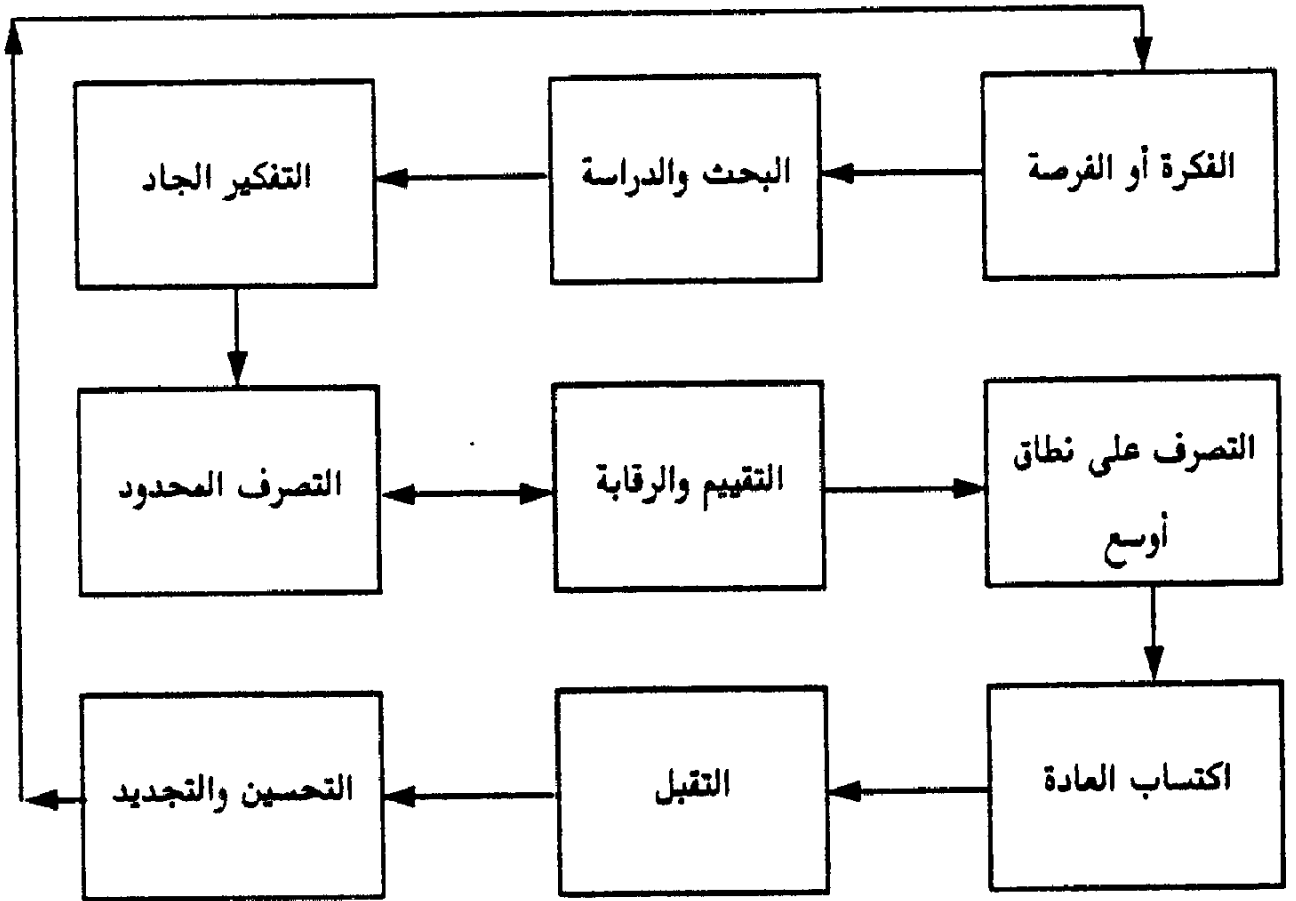 الفكرة أو الفرصة
البحث والدراسة
التفكير الجاد
التصرف المحدود
التقييم والرقابة
التصرف على نطاق
أوسع
اكتساب العادة
التقبل
التحسين والتجديد